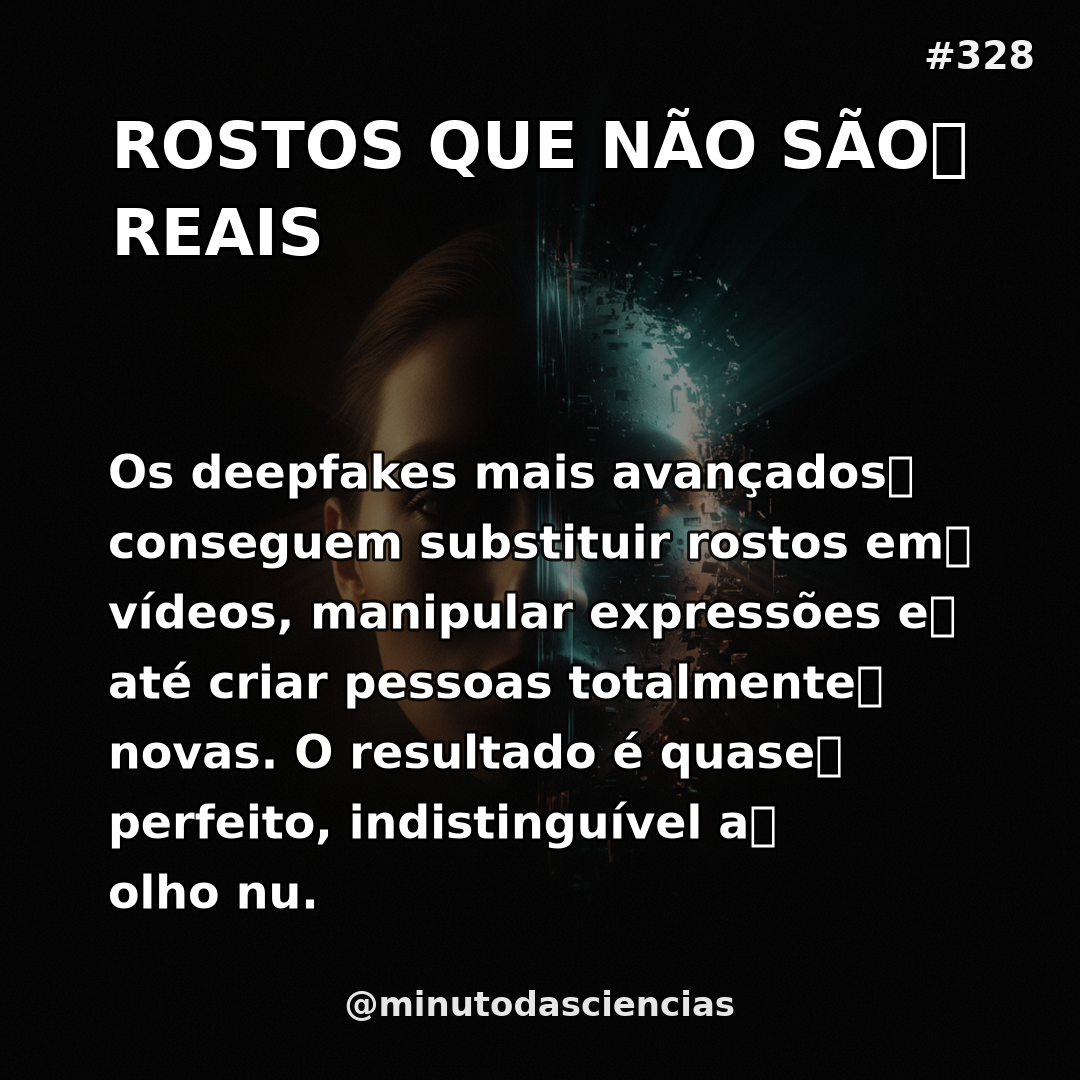 #328
ROSTOS QUE NÃO SÃO▯
REAIS
Os deepfakes mais avançados▯
conseguem substituir rostos em▯
vídeos, manipular expressões e▯
até criar pessoas totalmente▯
novas. O resultado é quase▯
perfeito, indistinguível a▯
olho nu.
@minutodasciencias